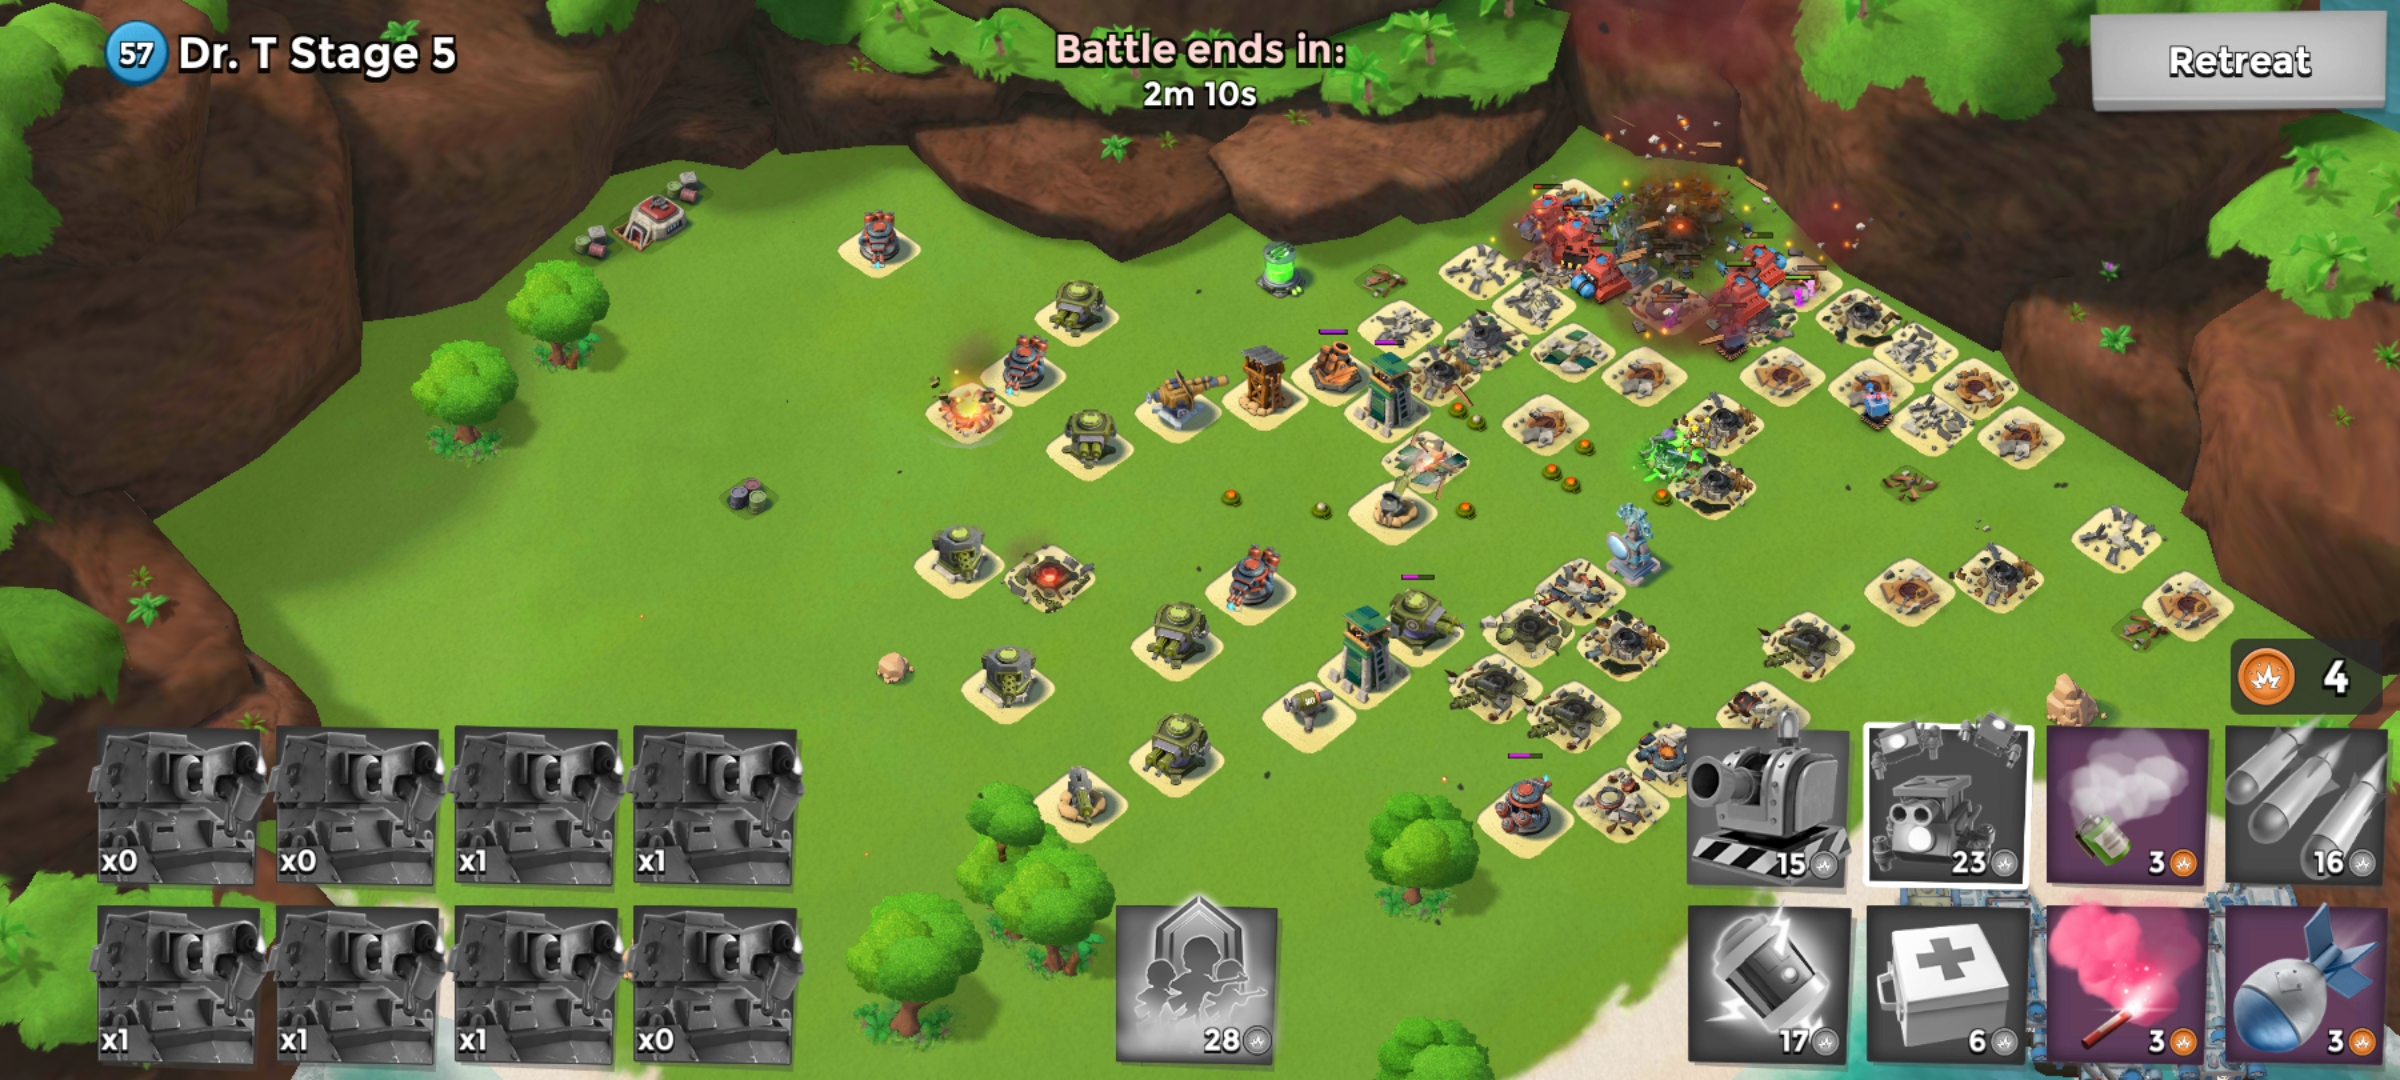 57 Dr. T Stage 5
Battle ends in:
2m 10s
Retreat
4
x0
x0
x1
x1
15
23
3
16
x1
x1
x1
x0
28
17
6
3
3